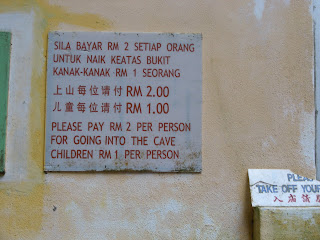 SILA BAYAR RM 2 SETIAP ORANG
UNTUK NAIK KEATAS BUKIT
KANAK-KANAK RM 1 SEORANG
上山每位请付 RM 2.00
儿童每位请付 RM 1.00
PLEASE PAY RM 2 PER PERSON
FOR GOING INTO THE CAVE
CHILDREN RM 1 PER PERSON
TAKE OFF YOUR
入